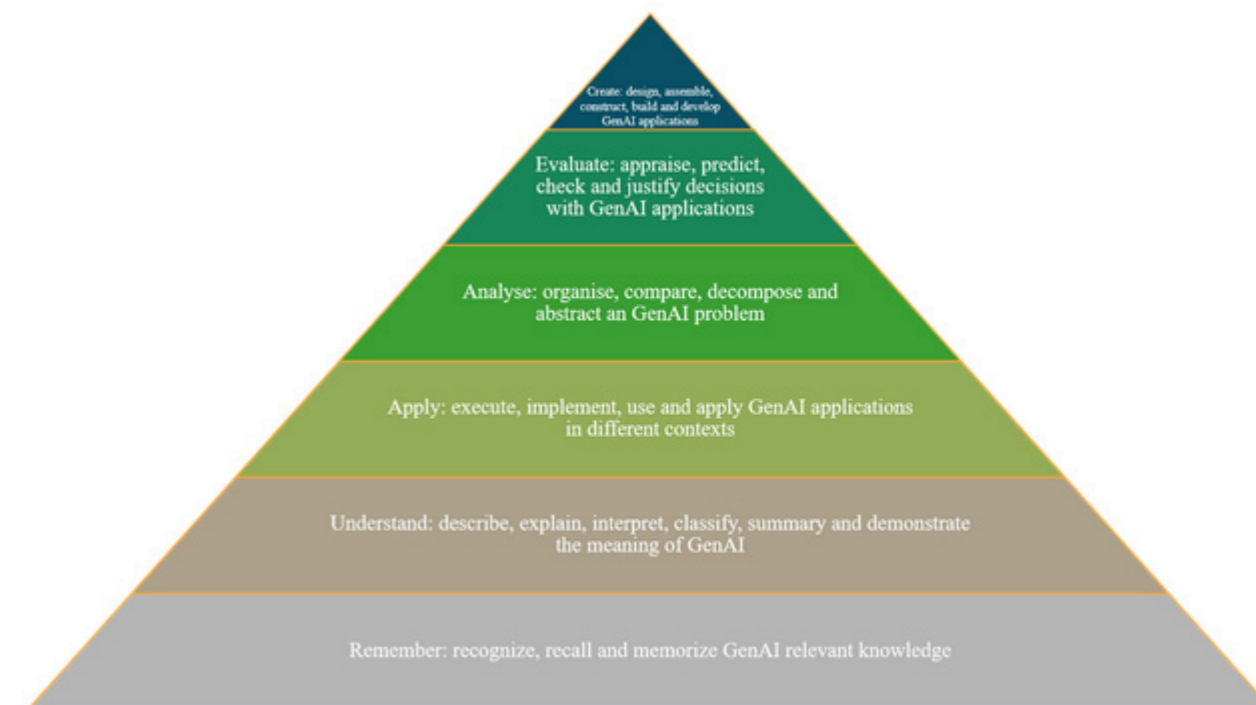 Create: design, assemble,
construct, build and develop
GenAI applications
Evaluate: appraise, predict,
check and justify decisions
with GenAI applications
Analyse: organise, compare, decompose and
abstract an GenAI problem
Apply: execute, implement, use and apply GenAI applications
in different contexts
Understand: describe, explain, interpret, classify, summary and demonstrate
the meaning of GenAI
Remember: recognize, recall and memorize GenAI relevant knowledge